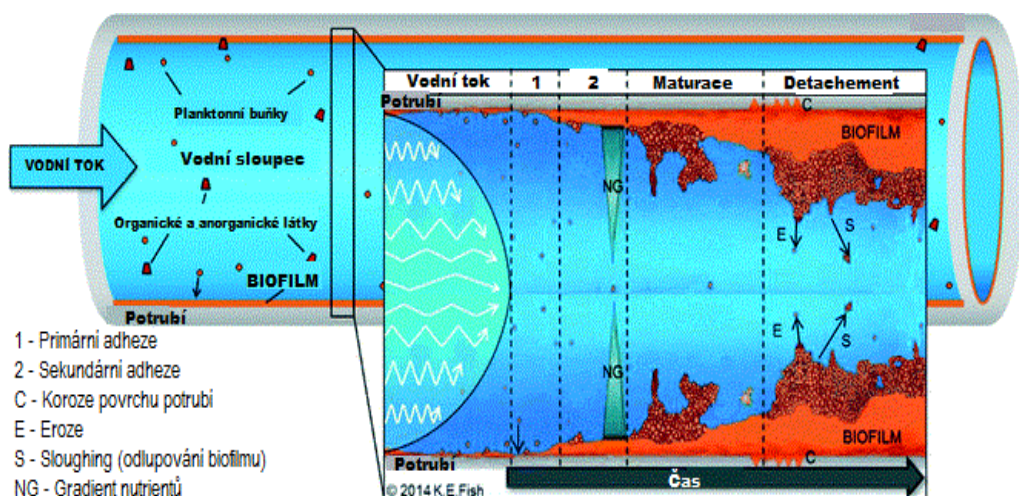 Vodní tok
1
2
Maturace
Detachement
Potrubí
C
BIOFILM
Planktonní buňky
VODNÍ TOK
Vodní sloupec
NG
E
S
Organické a anorganické látky
BIOFILM
Potrubí
E
S
NG
BIOFILM
Potrubí
C
Čas
© 2014 K.E.Fish
1 - Primární adheze
2 - Sekundární adheze
C - Koroze povrchu potrubí
E - Eroze
S - Sloughing (odlupování biofilmu)
NG - Gradient nutrientů